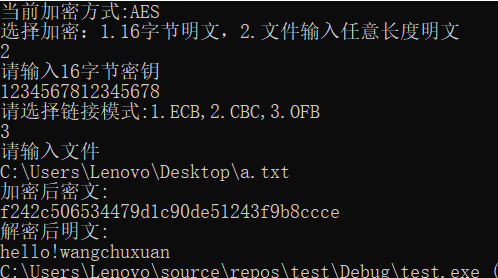 当前加密方式:AES
选择加密：1.16字节明文，2.文件输入任意长度明文
2
请输入16字节密钥
1234567812345678
请选择链接模式:1.ECB,2.CBC,3.OFB
3
请输入文件
C:\Users\Lenovo\Desktop\a.txt
加密后密文:
f242c506534479d1c90de51243f9b8ccce
解密后明文:
hello!wangchuxuan
C:\Users\Lenovo\source\repos\test\Debug\test.exe (